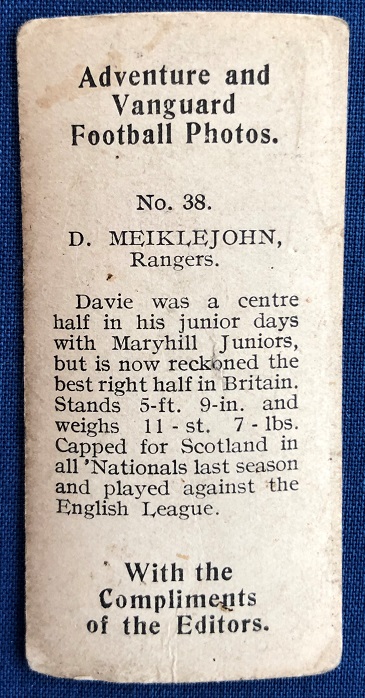 Adventure and
Vanguard
Football Photos.
No. 38.
D. MEIKLEJOHN,
Rangers.
Davie was a centre
half in his junior days
with Maryhill Juniors,
but is now reckoned the
best right half in Britain.
Stands 5-ft. 9-in. and
weighs 11 - st. 7 - lbs.
Capped for Scotland in
all 'Nationals last season
and played against the
English League.
With the
Compliments
of the Editors.